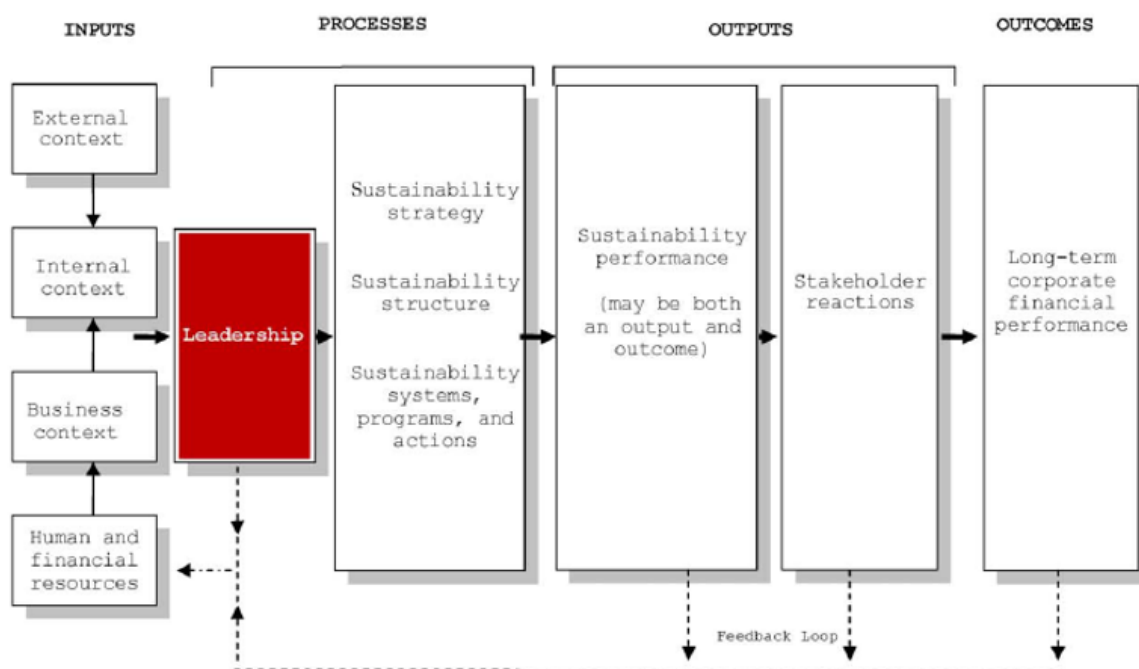 INPUTS
PROCESSES
OUTPUTS
OUTCOMES
External
context
Internal
context
Business
context
Human and
financial
resources
Leadership
Sustainability
strategy
Sustainability
structure
Sustainability
systems,
programs, and
actions
Sustainability
performance
(may be both
an output and
outcome)
Stakeholder
reactions
Long-term
corporate
financial
performance
Feedback Loop